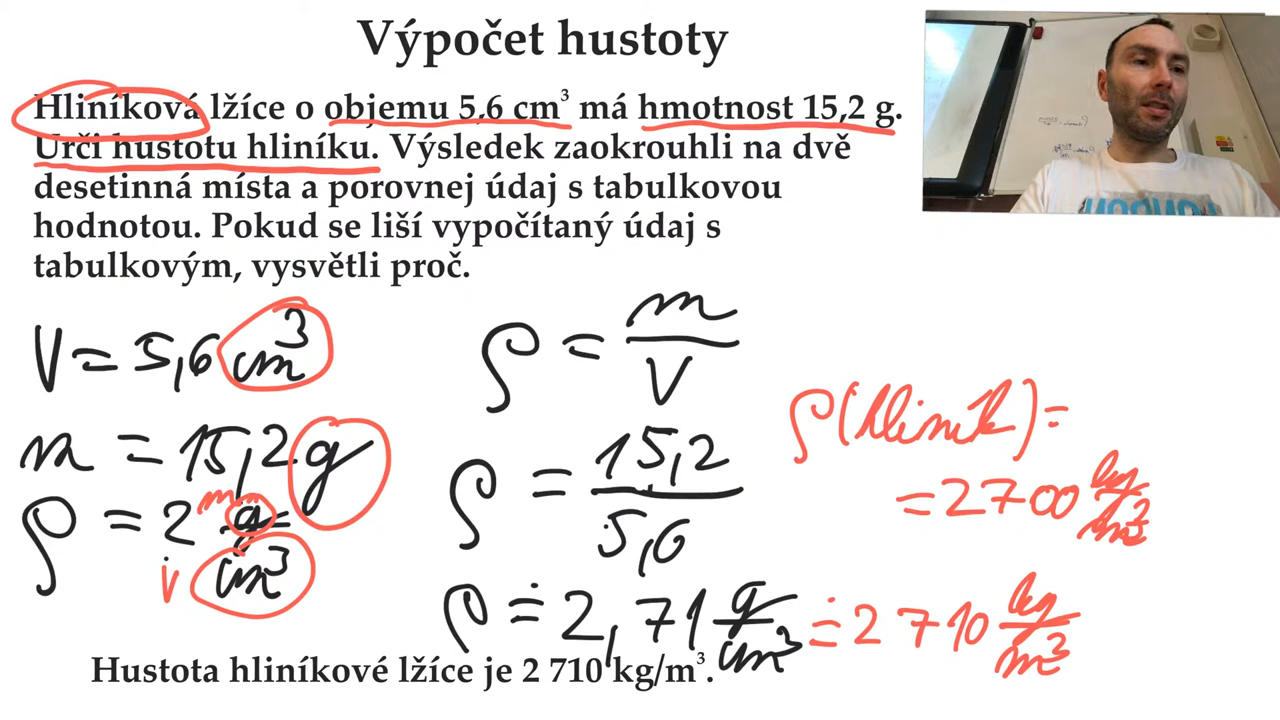 Výpočet hustoty
Hliníková lžíce o objemu 5,6 cm³ má hmotnost 15,2 g.
Urči hustotu hliníku. Výsledek zaokrouhli na dvě
desetinná místa a porovnej údaj s tabulkovou
hodnotou. Pokud se liší vypočítaný údaj s
tabulkovým, vysvětli proč.
V = 5,6 cm³
m = 15,2 g
ρ = ? g/cm³
m
V
ρ = m/V
ρ = 15,2/5,6
ρ ≐ 2,71 g/cm³ ≐ 2710 kg/m³
ρ(hliník) =
= 2700 kg/m³
Hustota hliníkové lžíce je 2 710 kg/m³.